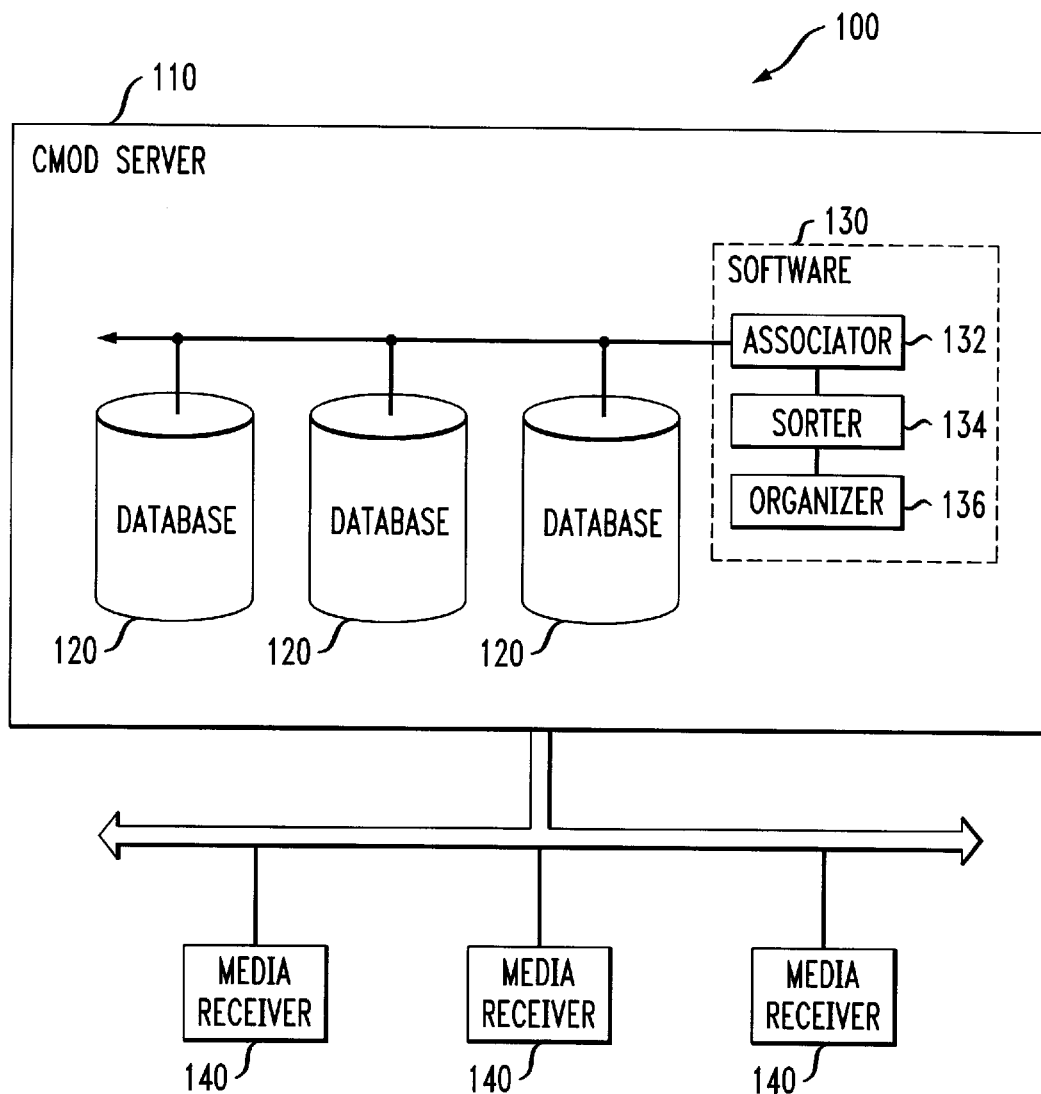 100
110
CMOD SERVER
130
SOFTWARE
ASSOCIATOR
132
SORTER
134
ORGANIZER
136
DATABASE
DATABASE
DATABASE
120
120
120
MEDIA
RECEIVER
MEDIA
RECEIVER
MEDIA
RECEIVER
140
140
140